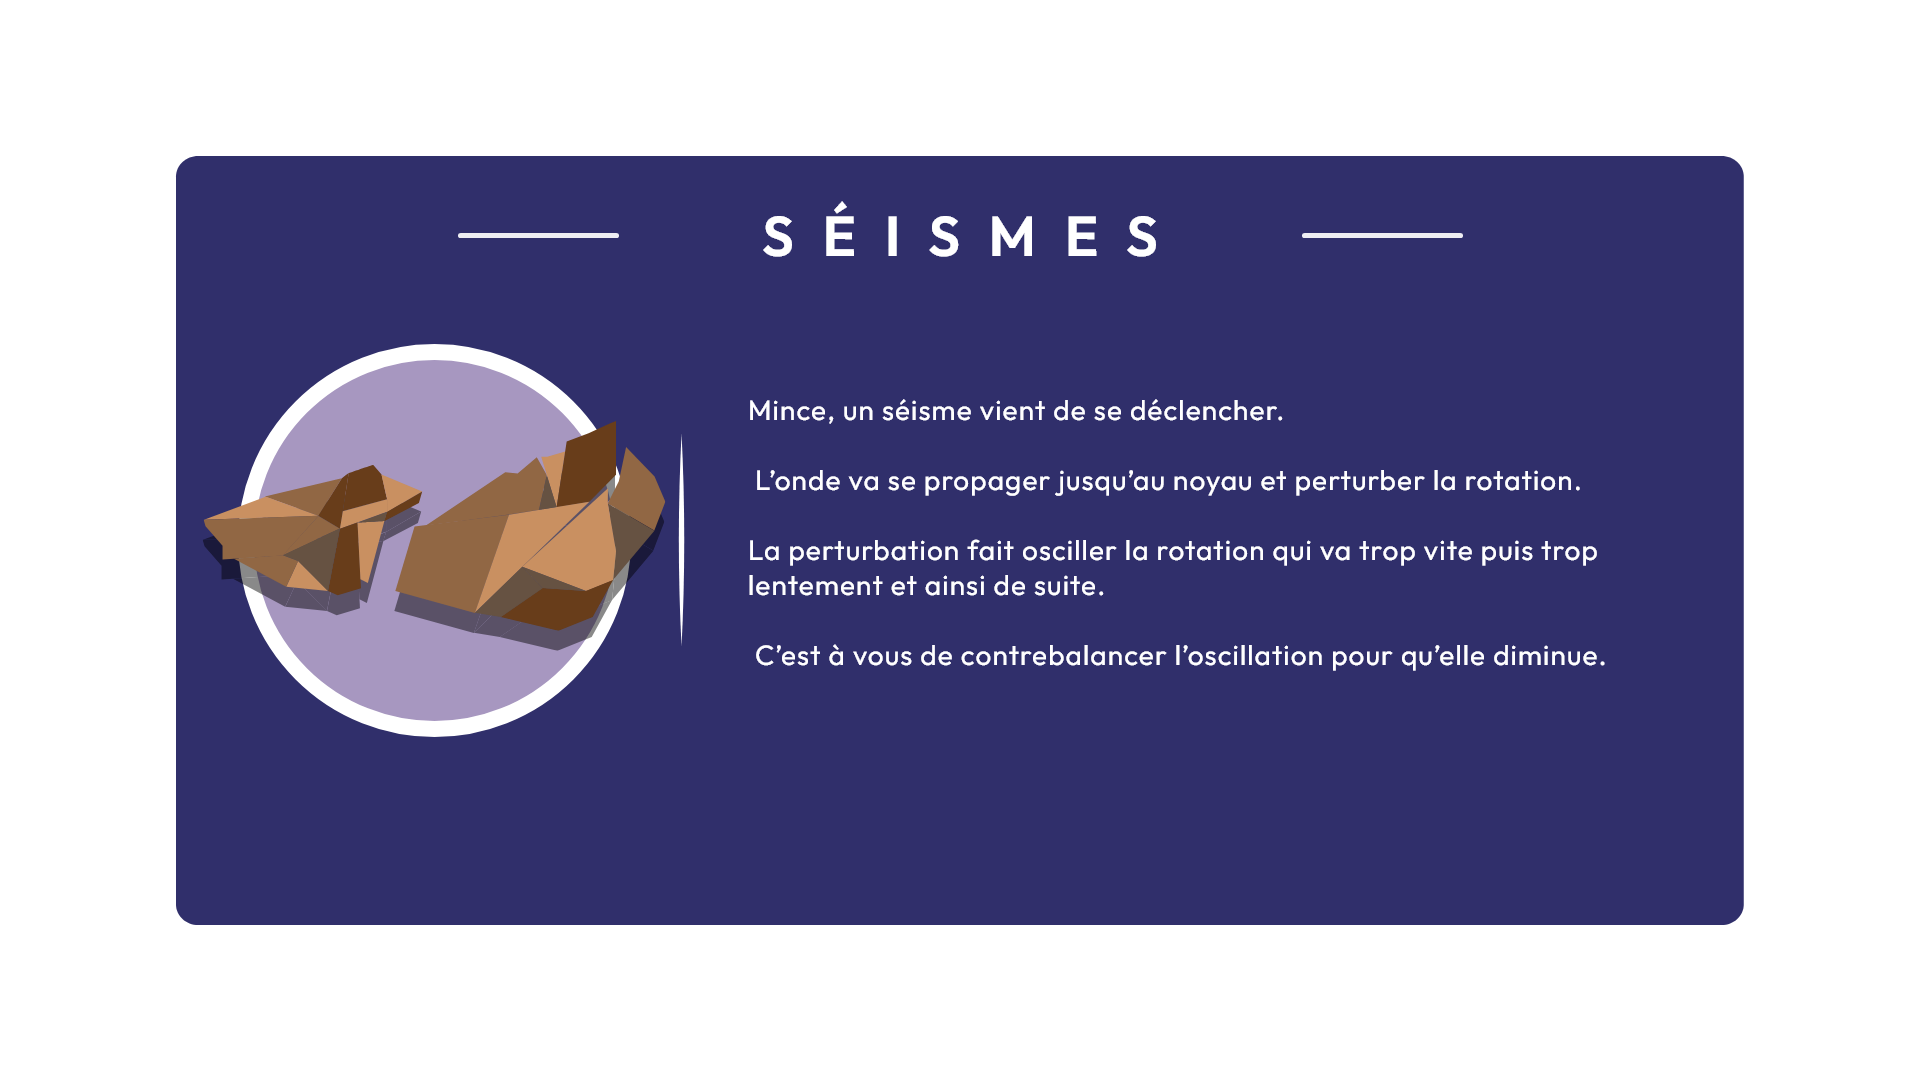 SÉISMES
Mince, un séisme vient de se déclencher.
L’onde va se propager jusqu’au noyau et perturber la rotation.
La perturbation fait osciller la rotation qui va trop vite puis trop
lentement et ainsi de suite.
C’est à vous de contrebalancer l’oscillation pour qu’elle diminue.